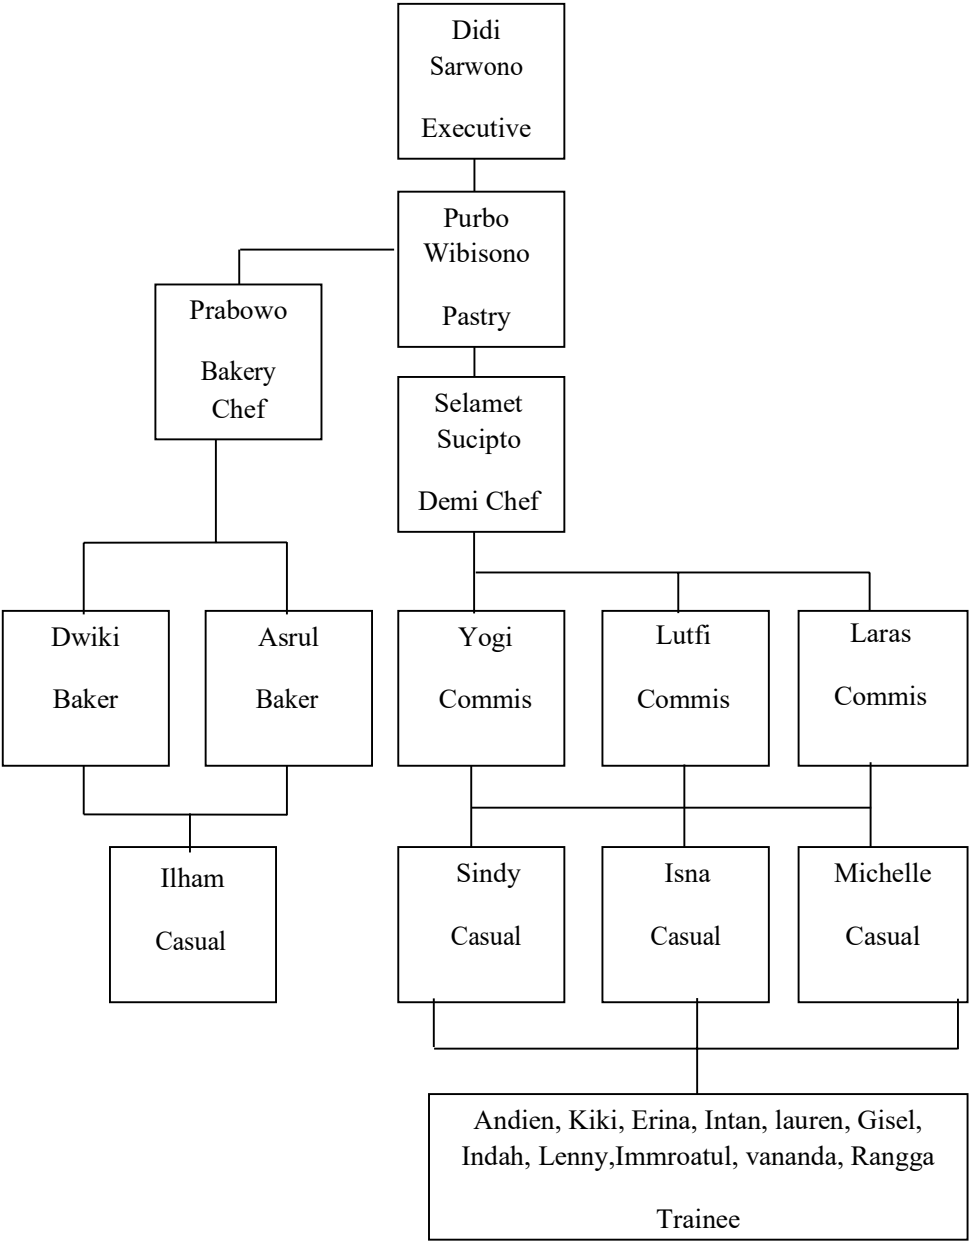 Didi
Sarwono
Executive
Purbo
Wibisono
Pastry
Prabowo
Bakery
Chef
Selamet
Sucipto
Demi Chef
Dwiki
Baker
Asrul
Baker
Yogi
Commis
Lutfi
Commis
Laras
Commis
Ilham
Casual
Sindy
Casual
Isna
Casual
Michelle
Casual
Andien, Kiki, Erina, Intan, lauren, Gisel,
Indah, Lenny,Immroatul, vananda, Rangga
Trainee